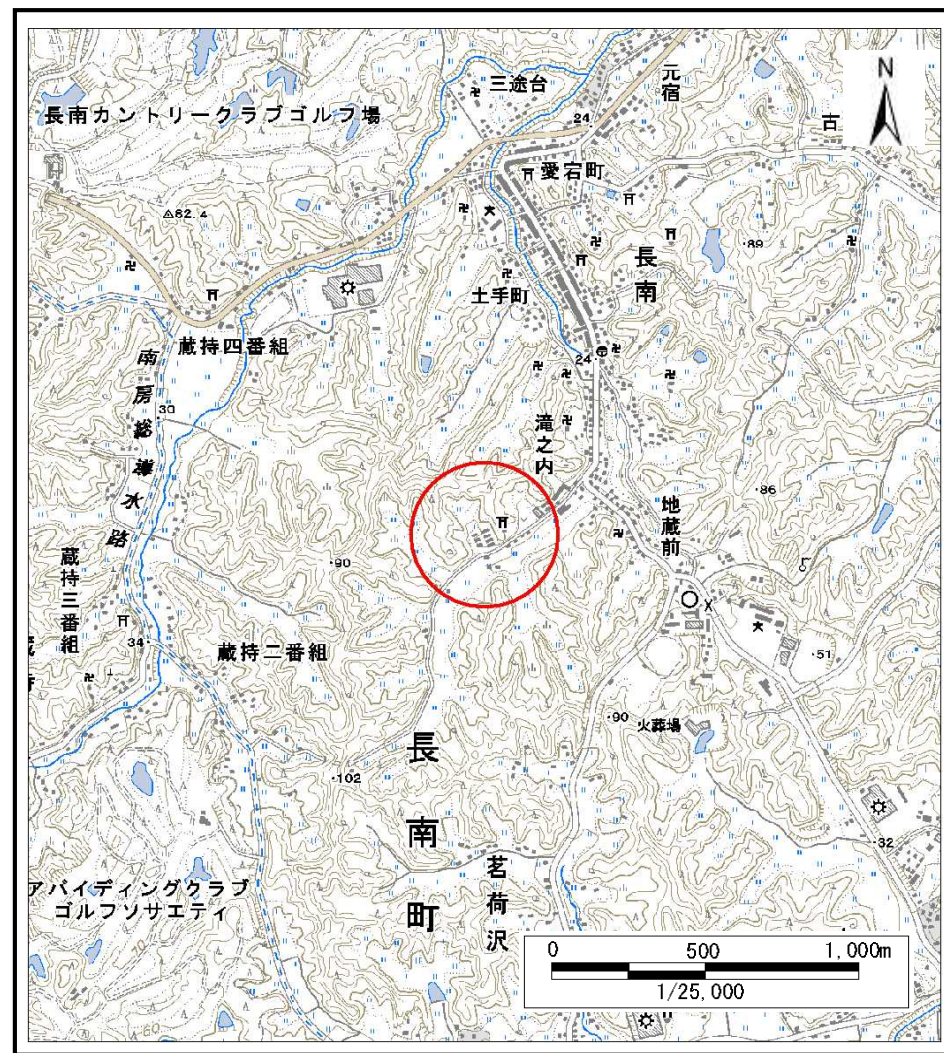 三途台
元宿
N
長南カントリークラブゴルフ場
24
古
愛宕町
82.4
89
長南
土手町
蔵持四番組
24
南房総導水路
30
滝之内
86
地蔵前
90
蔵持三番組
34
蔵持二番組
51
90
火葬場
102
長南町
32
茗荷沢
アバイディングクラブ
ゴルフソサエティ
0 500 1,000m
1/25,000
60